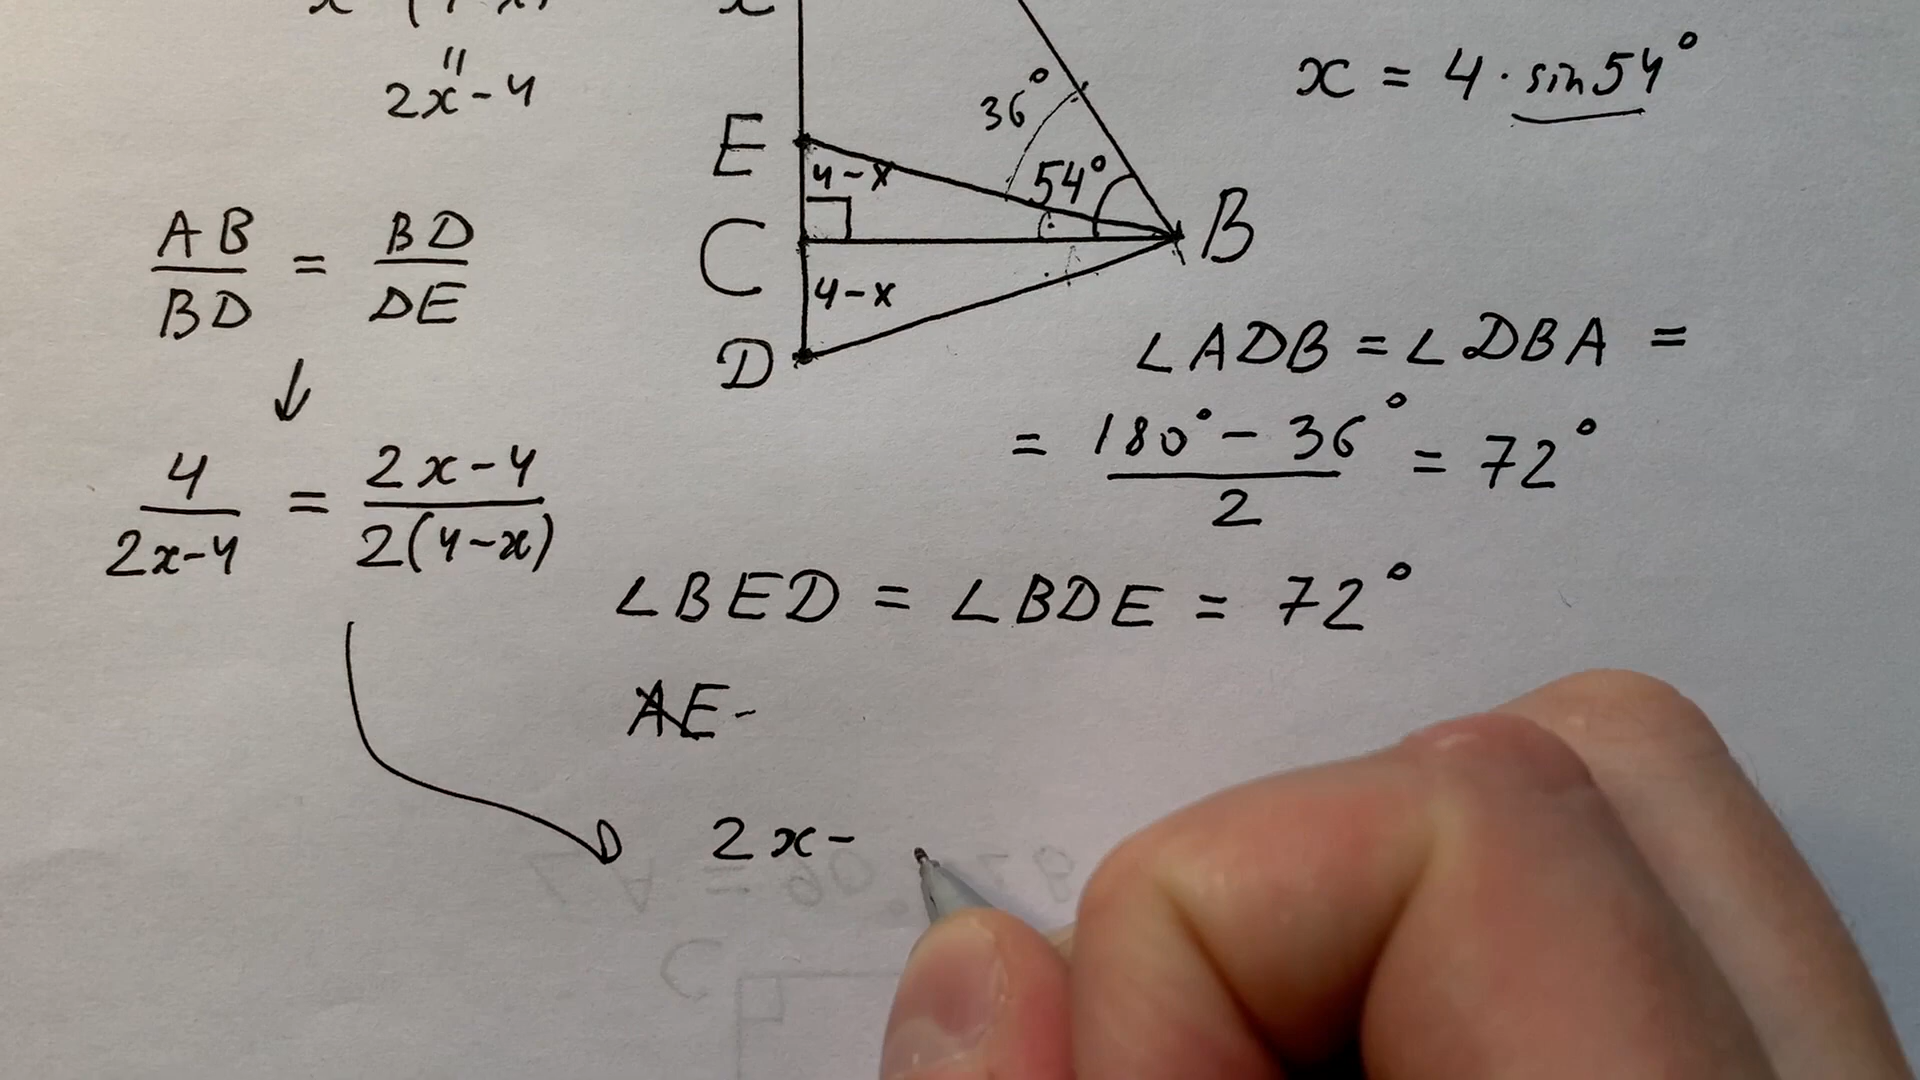 2x-4
x = 4 · sin54°
36°
E
4-x
54°
B
C
4-x
D
AB/BD = BD/DE
∠ADB = ∠DBA =
= (180° - 36°)/2 = 72°
4/(2x-4) = (2x-4)/(2(4-x))
∠BED = ∠BDE = 72°
AE-
2x-